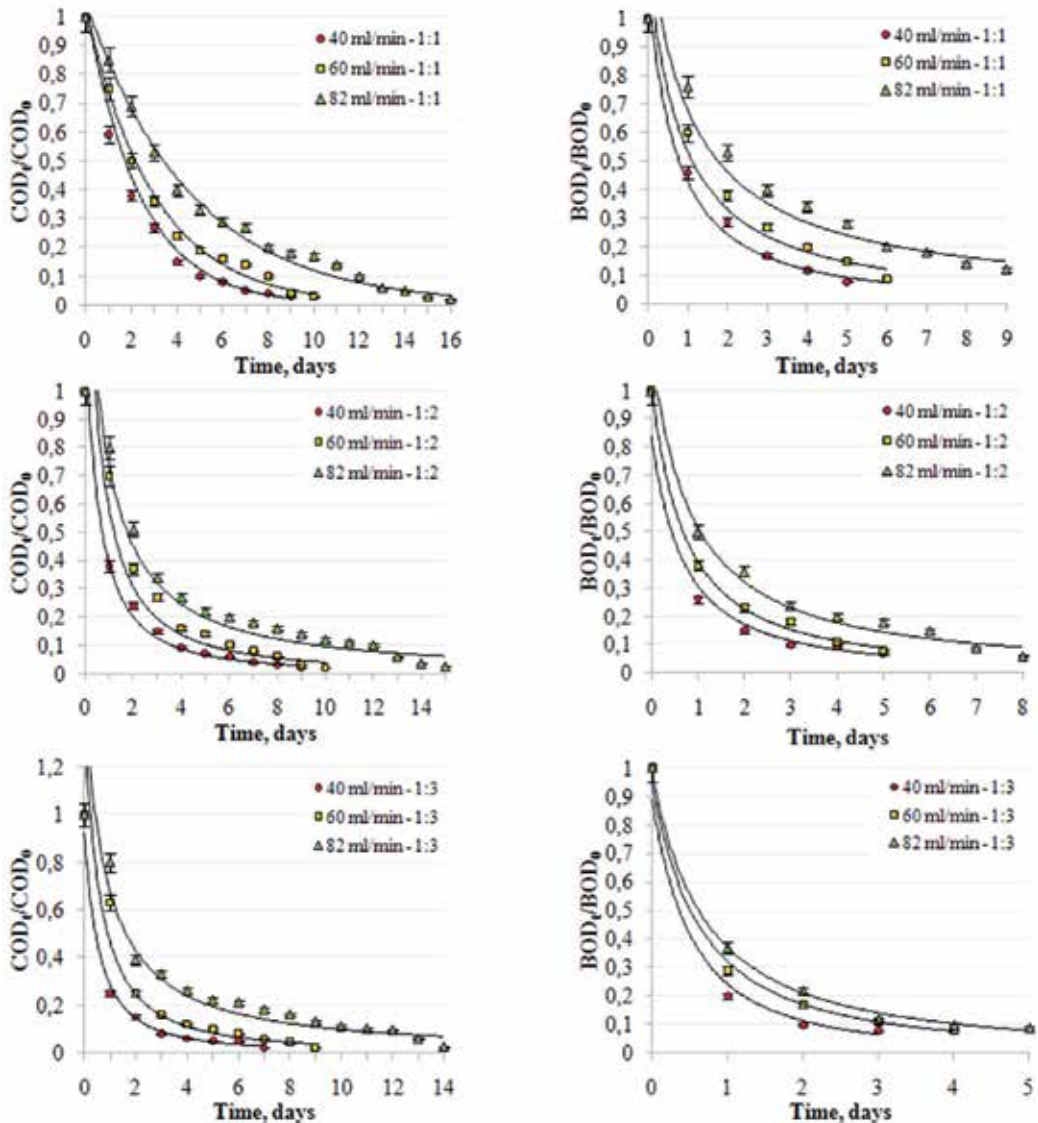 CODₜ/COD₀
1
0,9
0,8
0,7
0,6
0,5
0,4
0,3
0,2
0,1
0
40 ml/min - 1:1
60 ml/min - 1:1
82 ml/min - 1:1
0 2 4 6 8 10 12 14 16
Time, days
BODₜ/BOD₀
1
0,9
0,8
0,7
0,6
0,5
0,4
0,3
0,2
0,1
0
40 ml/min - 1:1
60 ml/min - 1:1
82 ml/min - 1:1
0 1 2 3 4 5 6 7 8 9
Time, days
CODₜ/COD₀
1
0,9
0,8
0,7
0,6
0,5
0,4
0,3
0,2
0,1
0
40 ml/min - 1:2
60 ml/min - 1:2
82 ml/min - 1:2
0 2 4 6 8 10 12 14
Time, days
BODₜ/BOD₀
1
0,9
0,8
0,7
0,6
0,5
0,4
0,3
0,2
0,1
0
40 ml/min - 1:2
60 ml/min - 1:2
82 ml/min - 1:2
0 1 2 3 4 5 6 7 8
Time, days
CODₜ/COD₀
1,2
1
0,8
0,6
0,4
0,2
0
40 ml/min - 1:3
60 ml/min - 1:3
82 ml/min - 1:3
0 2 4 6 8 10 12 14
Time, days
BODₜ/BOD₀
1
0,9
0,8
0,7
0,6
0,5
0,4
0,3
0,2
0,1
0
40 ml/min - 1:3
60 ml/min - 1:3
82 ml/min - 1:3
0 1 2 3 4 5
Time, days